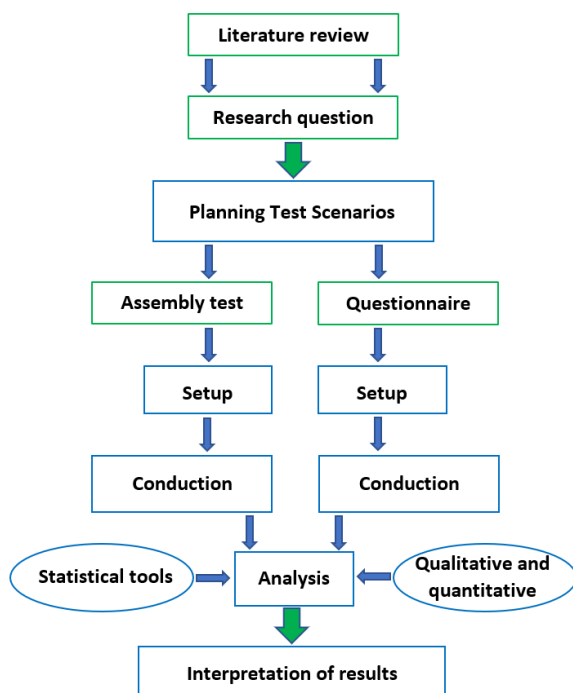 Literature review
Research question
Planning Test Scenarios
Assembly test
Questionnaire
Setup
Setup
Conduction
Conduction
Statistical tools
Analysis
Qualitative and
quantitative
Interpretation of results